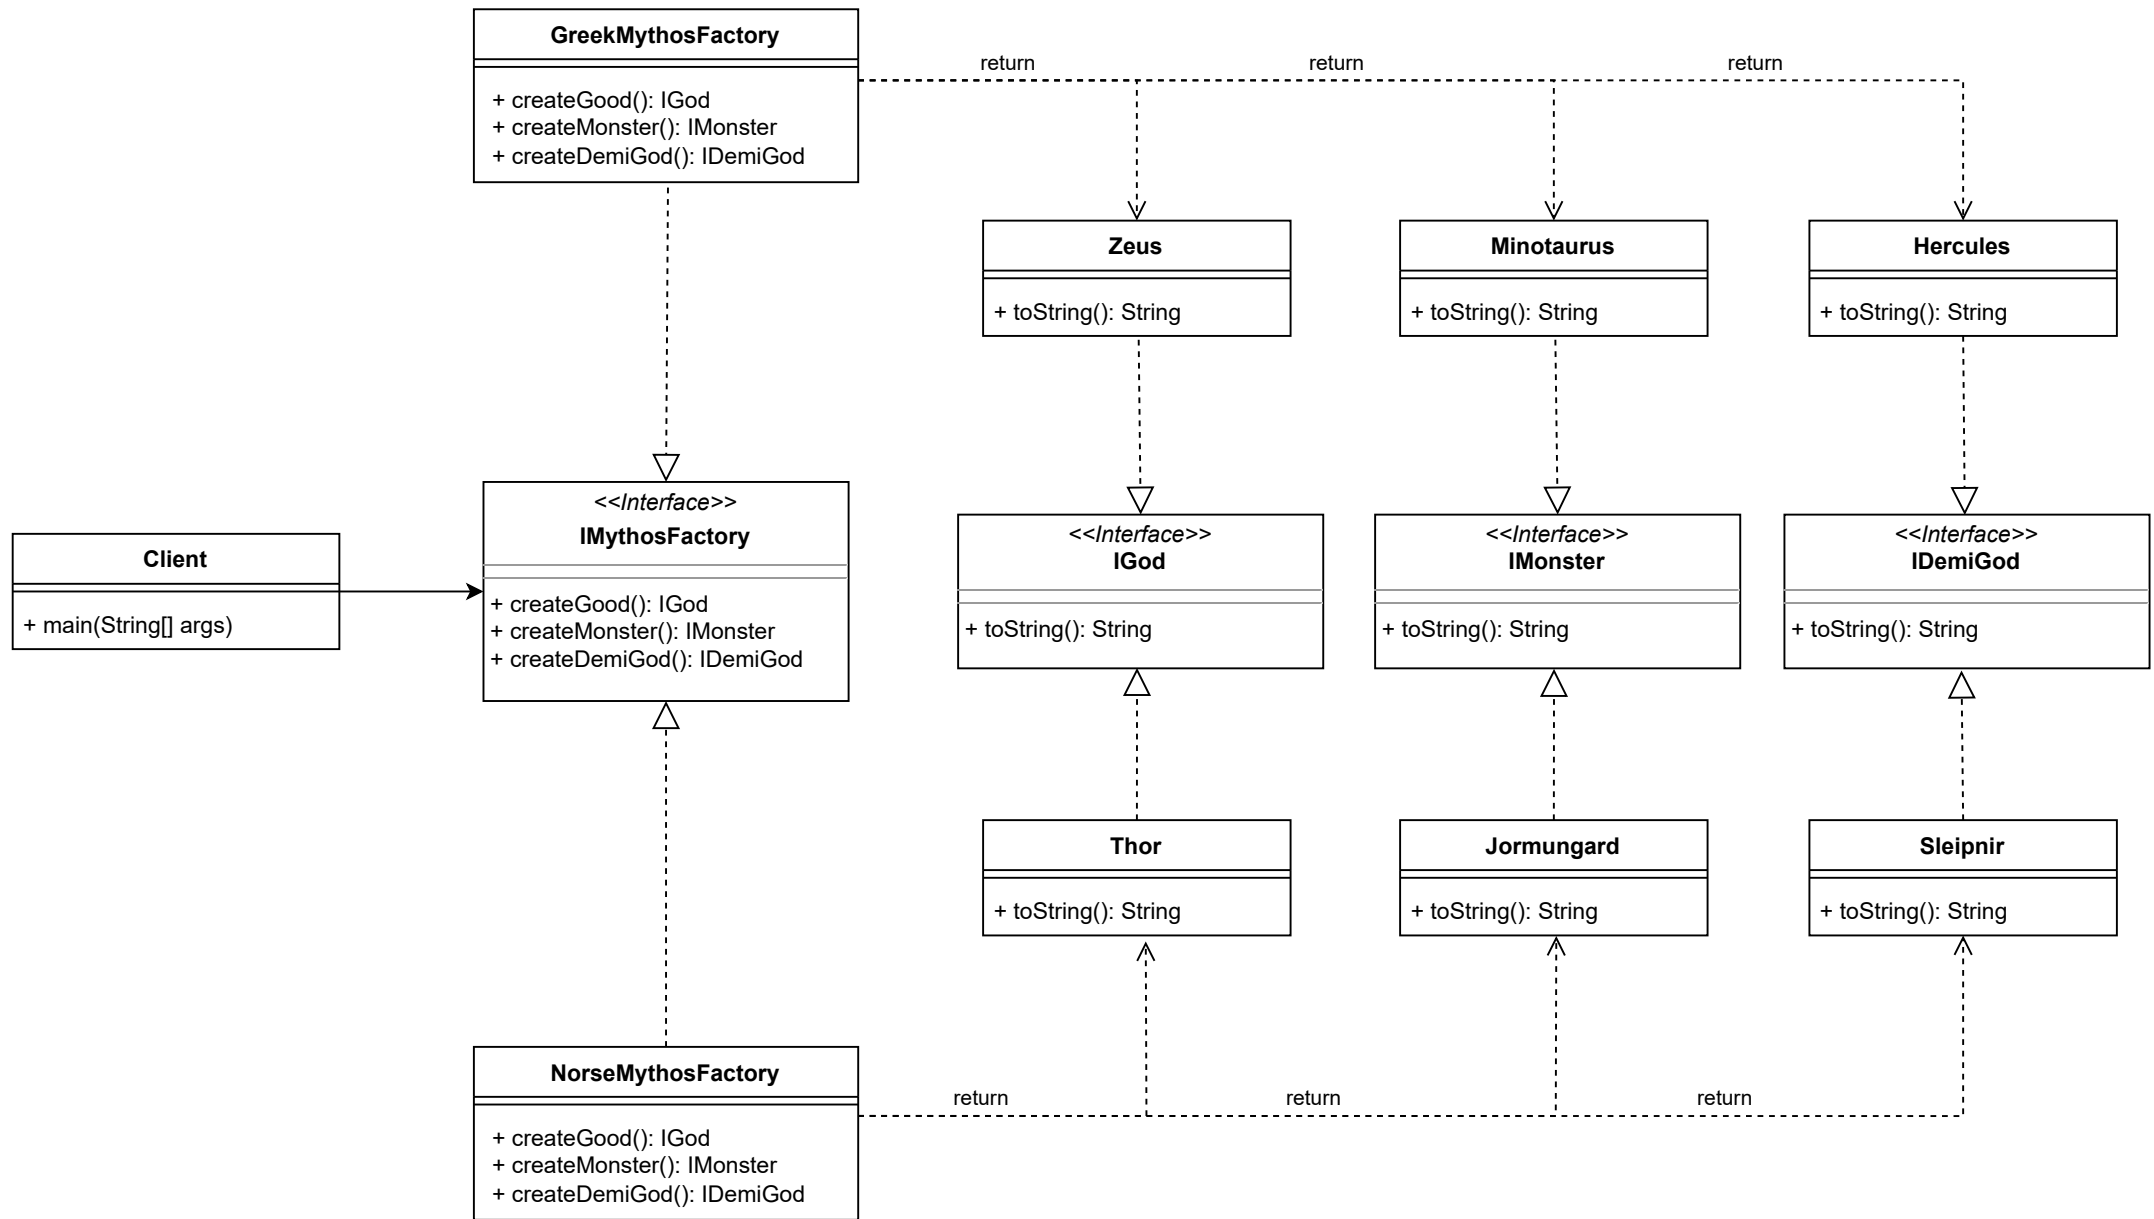 GreekMythosFactory
+ createGood(): IGod
+ createMonster(): IMonster
+ createDemiGod(): IDemiGod
return
return
return
Zeus
+ toString(): String
Minotaurus
+ toString(): String
Hercules
+ toString(): String
Client
+ main(String[] args)
<<Interface>>
IMythosFactory
+ createGood(): IGod
+ createMonster(): IMonster
+ createDemiGod(): IDemiGod
<<Interface>>
IGod
+ toString(): String
<<Interface>>
IMonster
+ toString(): String
<<Interface>>
IDemiGod
+ toString(): String
Thor
+ toString(): String
Jormungard
+ toString(): String
Sleipnir
+ toString(): String
NorseMythosFactory
+ createGood(): IGod
+ createMonster(): IMonster
+ createDemiGod(): IDemiGod
return
return
return